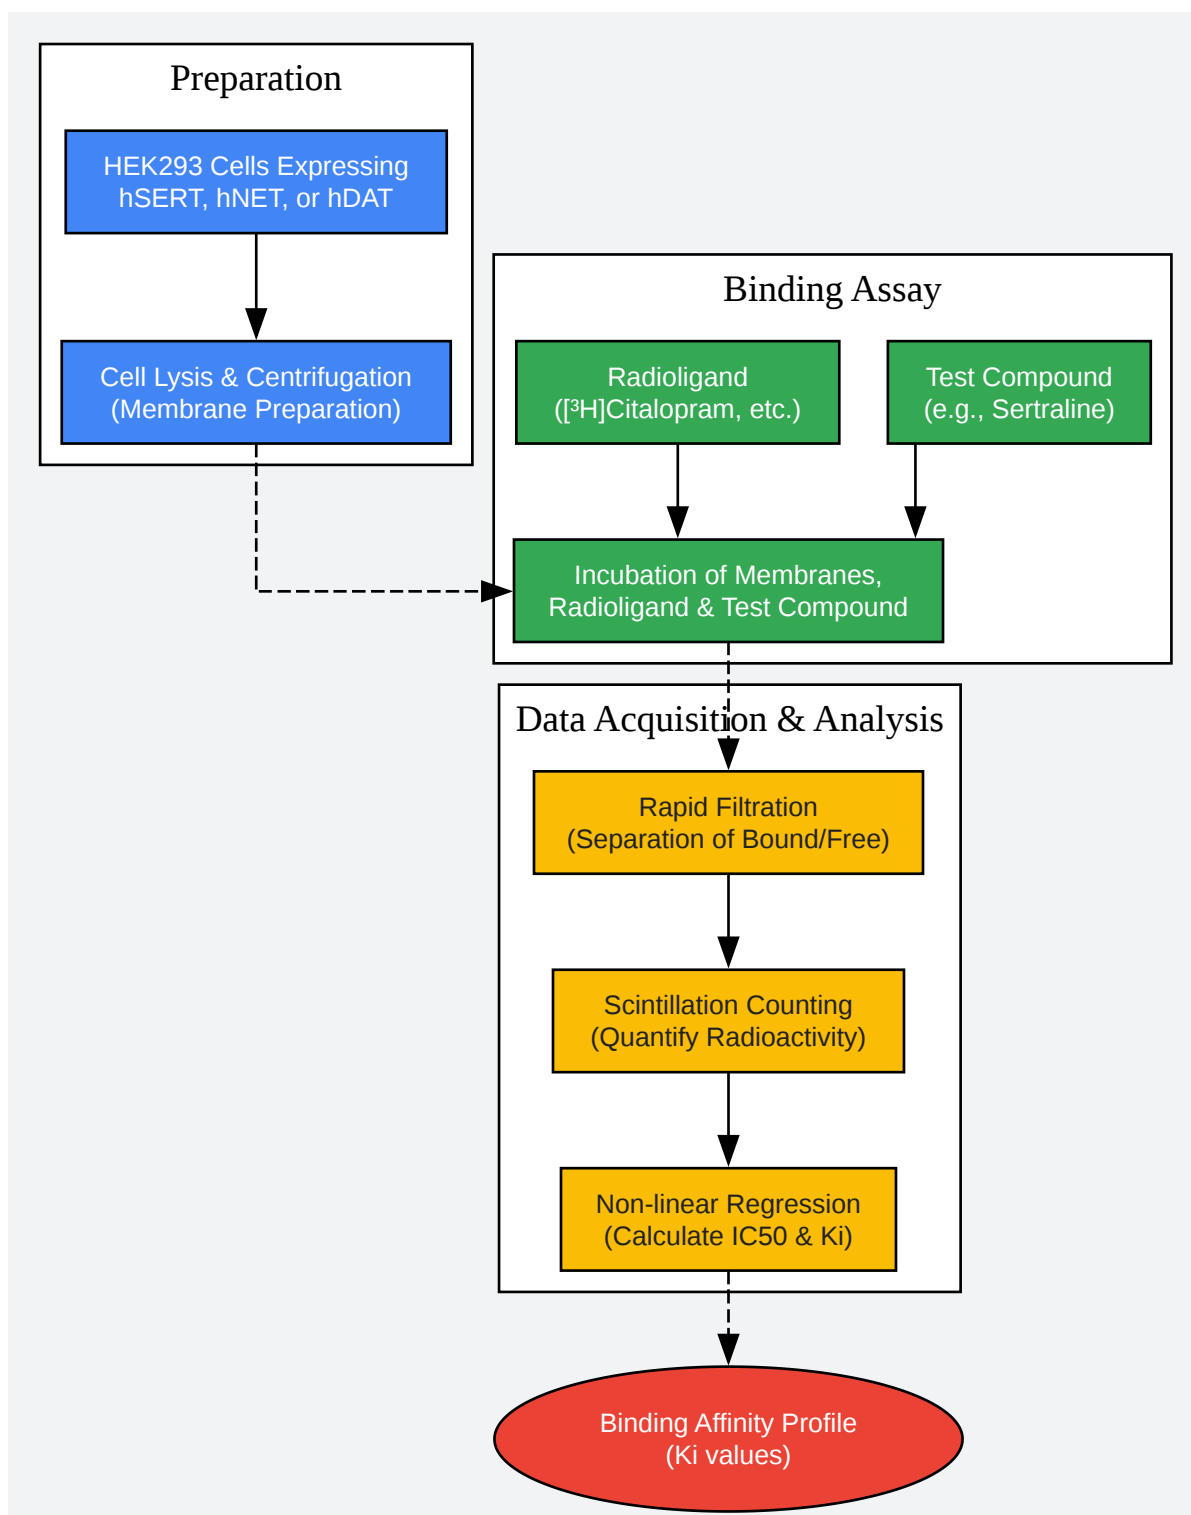 Preparation
HEK293 Cells Expressing
hSERT, hNET, or hDAT
Cell Lysis & Centrifugation
(Membrane Preparation)
Binding Assay
Radioligand
([³H]Citalopram, etc.)
Test Compound
(e.g., Sertraline)
Incubation of Membranes,
Radioligand & Test Compound
Data Acquisition & Analysis
Rapid Filtration
(Separation of Bound/Free)
Scintillation Counting
(Quantify Radioactivity)
Non-linear Regression
(Calculate IC50 & Ki)
Binding Affinity Profile
(Ki values)